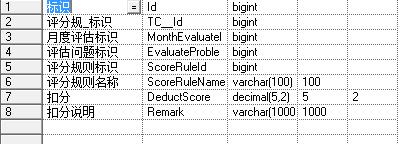 1 标识 = Id bigint
2 评分规_标识 TC__Id bigint
3 月度评估标识 MonthEvaluateI bigint
4 评估问题标识 EvaluateProble bigint
5 评分规则标识 ScoreRuleId bigint
6 评分规则名称 ScoreRuleName varchar(100) 100
7 扣分 DeductScore decimal(5,2) 5 2
8 扣分说明 Remark varchar(1000 1000